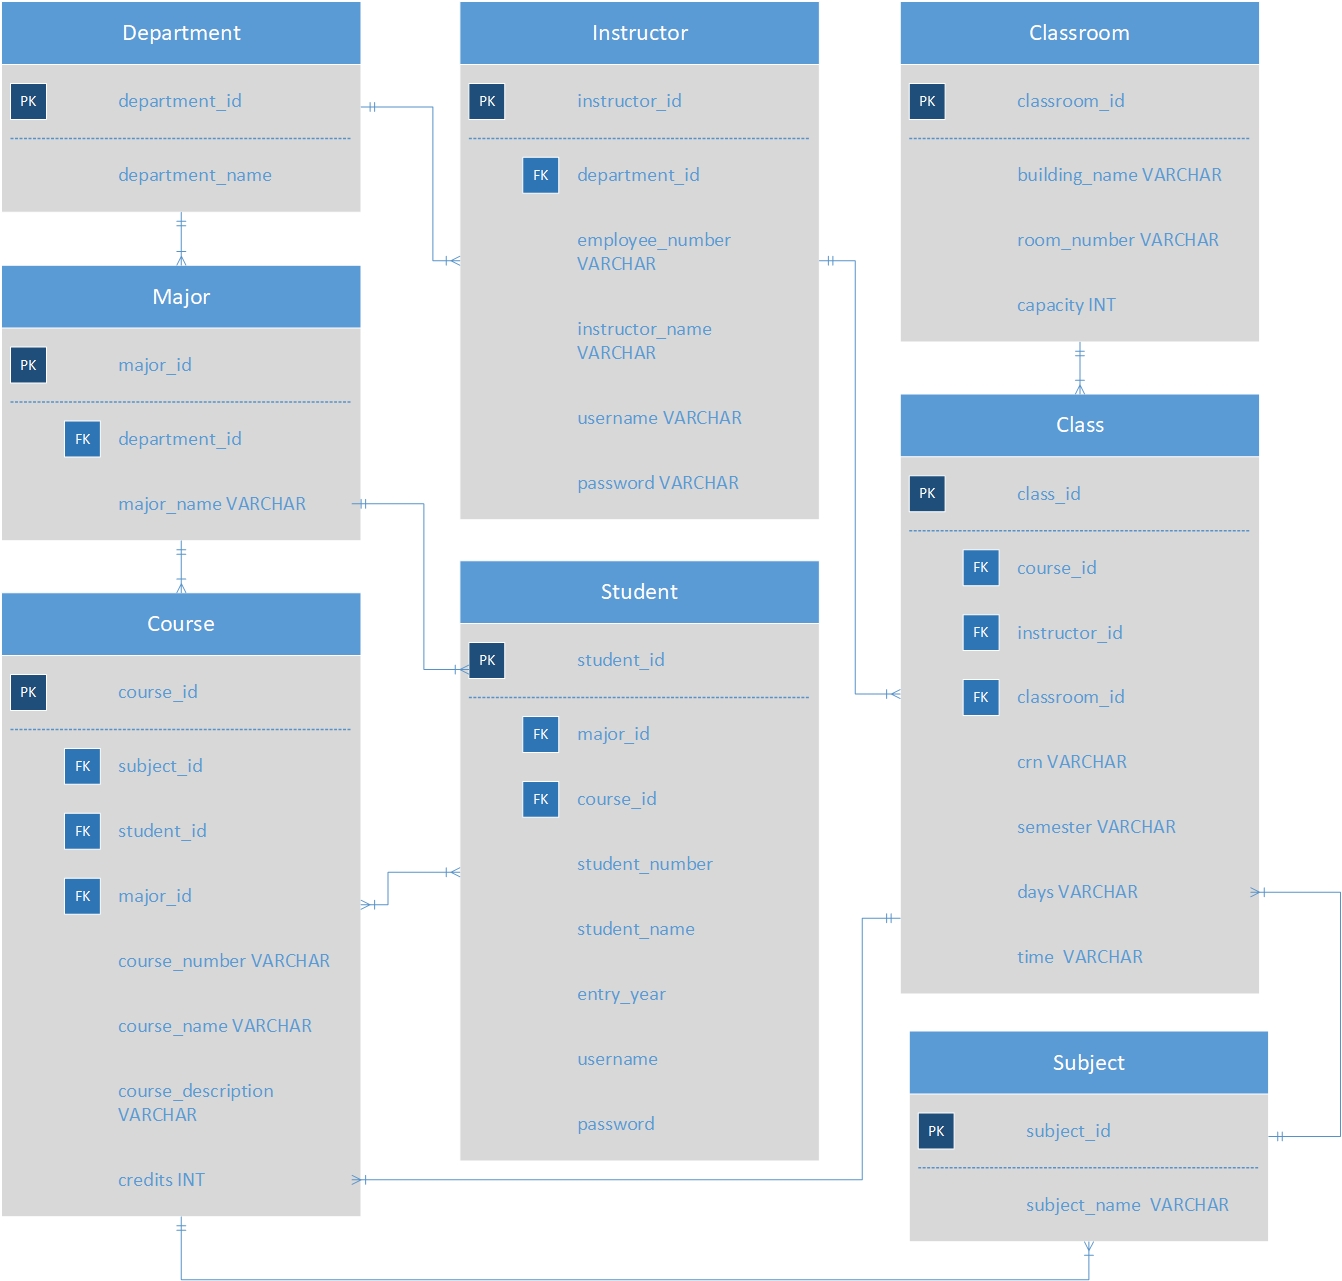 Department
PK department_id
department_name
Major
PK major_id
FK department_id
major_name VARCHAR
Course
PK course_id
FK subject_id
FK student_id
FK major_id
course_number VARCHAR
course_name VARCHAR
course_description
VARCHAR
credits INT
Instructor
PK instructor_id
FK department_id
employee_number
VARCHAR
instructor_name
VARCHAR
username VARCHAR
password VARCHAR
Student
PK student_id
FK major_id
FK course_id
student_number
student_name
entry_year
username
password
Classroom
PK classroom_id
building_name VARCHAR
room_number VARCHAR
capacity INT
Class
PK class_id
FK course_id
FK instructor_id
FK classroom_id
crn VARCHAR
semester VARCHAR
days VARCHAR
time  VARCHAR
Subject
PK subject_id
subject_name  VARCHAR